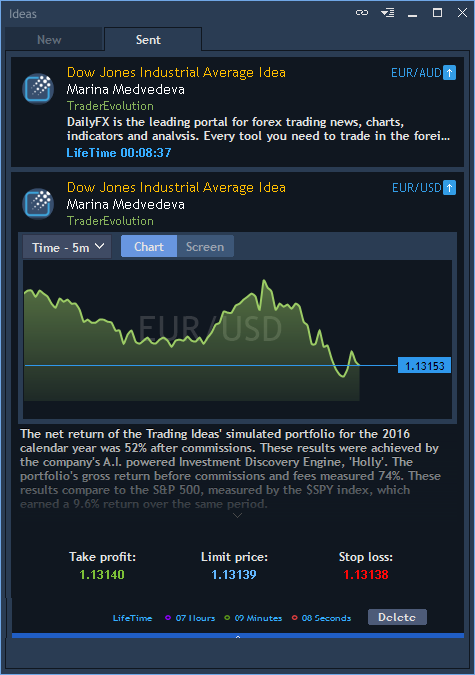 Ideas
New
Sent
Dow Jones Industrial Average Idea
EUR/AUD
Marina Medvedeva
TraderEvolution
DailyFX is the leading portal for forex trading news, charts,
indicators and analysis. Every tool you need to trade in the forei...
LifeTime 00:08:37
Dow Jones Industrial Average Idea
EUR/USD
Marina Medvedeva
TraderEvolution
Time - 5m
Chart
Screen
EUR/USD
1.13153
The net return of the Trading Ideas' simulated portfolio for the 2016
calendar year was 52% after commissions. These results were achieved by
the company's A.I. powered Investment Discovery Engine, 'Holly'. The
portfolio's gross return before commissions and fees measured 74%. These
results compare to the S&P 500, measured by the $SPY index, which
earned a 9.6% return over the same period.
Take profit:
Limit price:
Stop loss:
1.13140
1.13139
1.13138
LifeTime
07 Hours
09 Minutes
08 Seconds
Delete